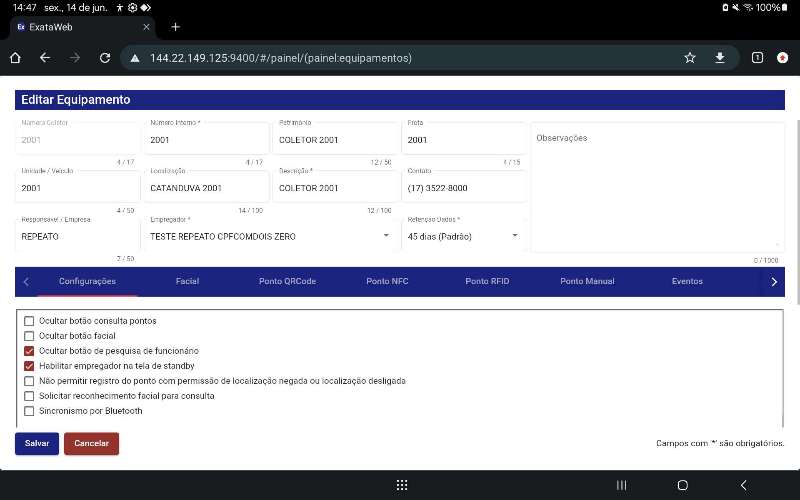 14:47 sex., 14 de jun. 100%
ExataWeb
144.22.149.125:9400/#/painel/(painel:equipamentos)
1
Editar Equipamento
Número Coletor Número Interno * Patrimônio Frota
2001 2001 COLETOR 2001 2001 Observações
4 / 17 4 / 17 12 / 50 4 / 15
Unidade / Veículo Localização Descrição * Contato
2001 CATANDUVA 2001 COLETOR 2001 (17) 3522-8000
4 / 50 14 / 100 12 / 100
Responsável / Empresa Empregador * Retenção Dados *
REPEATO TESTE REPEATO CPFCOMDOIS ZERO 45 dias (Padrão)
7 / 50 0 / 1000
Configurações Facial Ponto QRCode Ponto NFC Ponto RFID Ponto Manual Eventos
Ocultar botão consulta pontos
Ocultar botão facial
Ocultar botão de pesquisa de funcionário
Habilitar empregador na tela de standby
Não permitir registro do ponto com permissão de localização negada ou localização desligada
Solicitar reconhecimento facial para consulta
Sincronismo por Bluetooth
Salvar Cancelar Campos com '*' são obrigatórios.